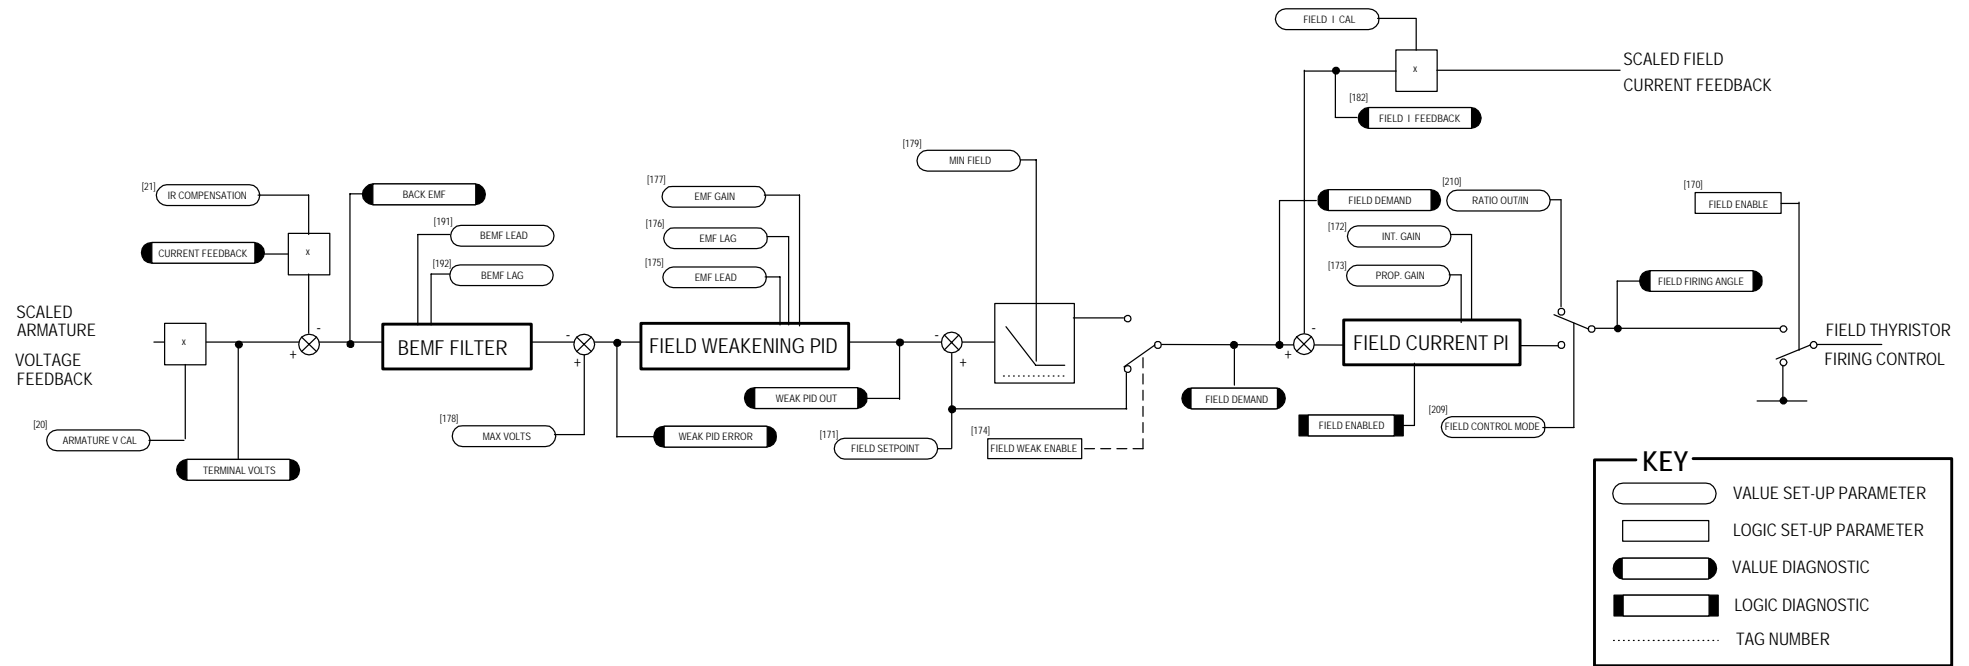 FIELD I CAL
x
SCALED FIELD
CURRENT FEEDBACK
[182]
FIELD I FEEDBACK
[179]
MIN FIELD
[21]
IR COMPENSATION
BACK EMF
[177]
EMF GAIN
[176]
EMF LAG
[175]
EMF LEAD
[191]
BEMF LEAD
[192]
BEMF LAG
CURRENT FEEDBACK
x
FIELD DEMAND
[210]
RATIO OUT/IN
[172]
INT. GAIN
[173]
PROP. GAIN
[170]
FIELD ENABLE
FIELD FIRING ANGLE
SCALED
ARMATURE
VOLTAGE
FEEDBACK
x
-
+
BEMF FILTER
-
+
FIELD WEAKENING PID
-
+
-
+
FIELD CURRENT PI
FIELD THYRISTOR
FIRING CONTROL
WEAK PID OUT
FIELD DEMAND
[20]
ARMATURE V CAL
TERMINAL VOLTS
[178]
MAX VOLTS
WEAK PID ERROR
[171]
FIELD SETPOINT
[174]
FIELD WEAK ENABLE
FIELD ENABLED
[209]
FIELD CONTROL MODE
KEY
VALUE SET-UP PARAMETER
LOGIC SET-UP PARAMETER
VALUE DIAGNOSTIC
LOGIC DIAGNOSTIC
TAG NUMBER